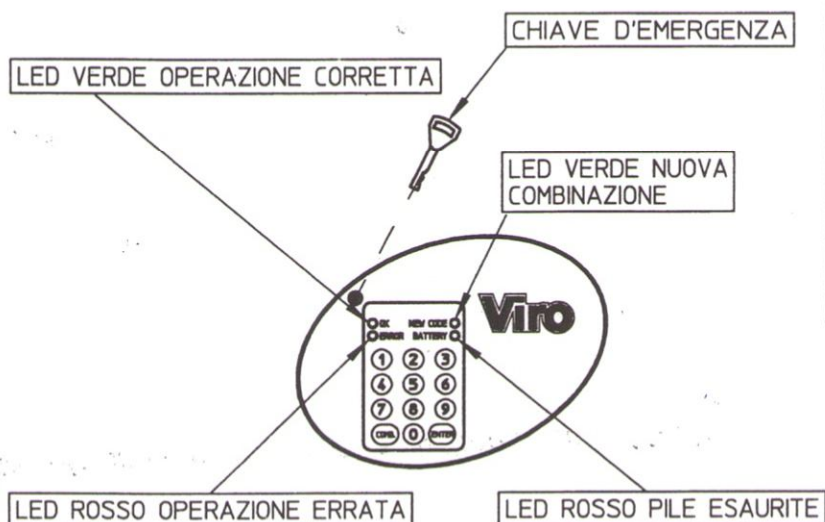 CHIAVE D'EMERGENZA
LED VERDE OPERAZIONE CORRETTA
LED VERDE NUOVA
COMBINAZIONE
Viro
OK NEW CODE
ERROR BATTERY
1 2 3
4 5 6
7 8 9
COMB. 0 ENTER
LED ROSSO OPERAZIONE ERRATA
LED ROSSO PILE ESAURITE